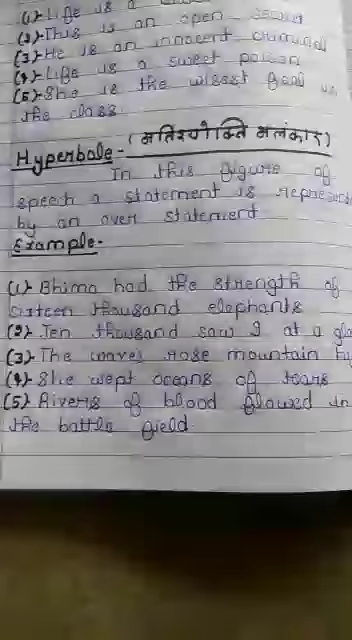 (1) Life is a
(2) This is an open secret
(3) He is an innocent criminal
(4) Life is a sweet poison
(5) She is the wisest fool in
the class
Hyperbole - (अतिश्योक्ति अलंकार)
In this figure of
speech a statement is represent
by an over statement
Example -
(1) Bhima had the strength of
sixteen thousand elephants
(2) Ten thousand saw I at a gla
(3) The waves rose mountain hi
(4) She wept oceans of tears
(5) Rivers of blood flowed in
the battle field.